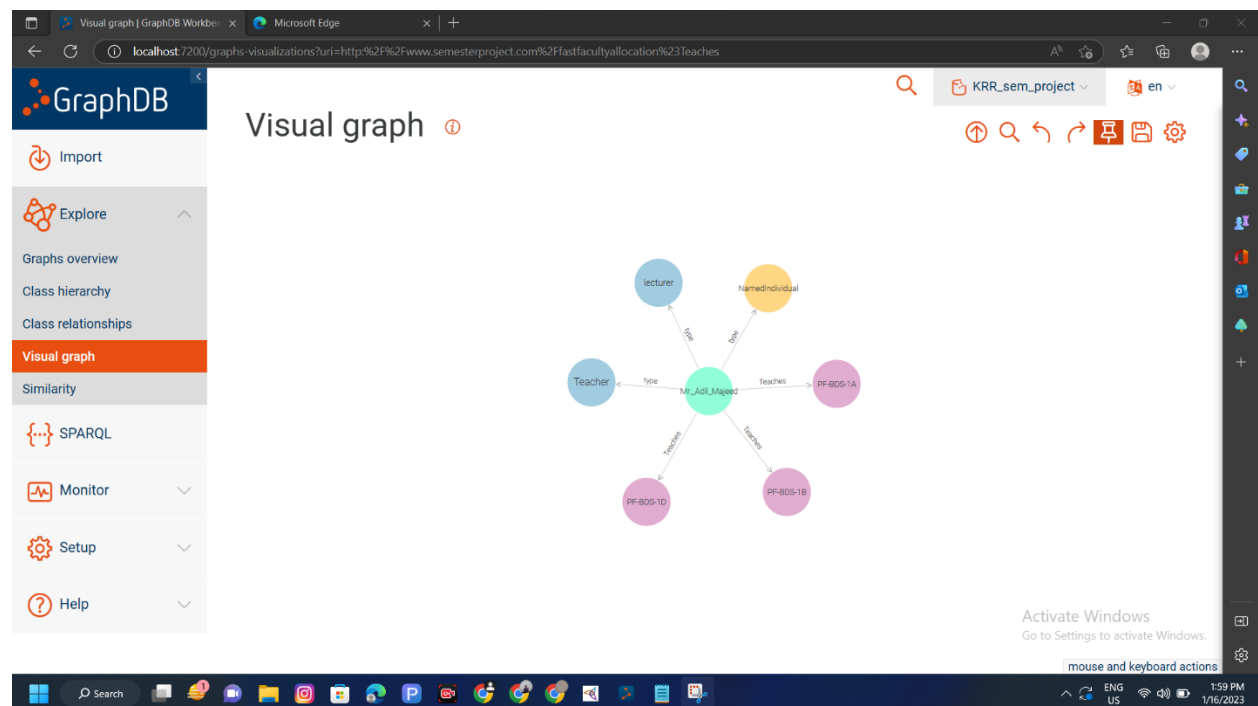 Visual graph | GraphDB Workben
Microsoft Edge
localhost:7200/graphs-visualizations?uri=http:%2F%2Fwww.semesterproject.com%2Ffastfacultyallocation%23Teaches
GraphDB
KRR_sem_project
en
Visual graph
Import
Explore
Graphs overview
Class hierarchy
Class relationships
Visual graph
Similarity
{···} SPARQL
Monitor
Setup
Help
lecturer
NamedIndividual
type
type
Teacher
type
Mr._Adil_Majeed
Teaches
PF-BDS-1A
Teaches
Teaches
PF-BDS-1D
PF-BDS-1B
Activate Windows
Go to Settings to activate Windows.
mouse and keyboard actions
Search
1
ENG
US
1:59 PM
1/16/2023